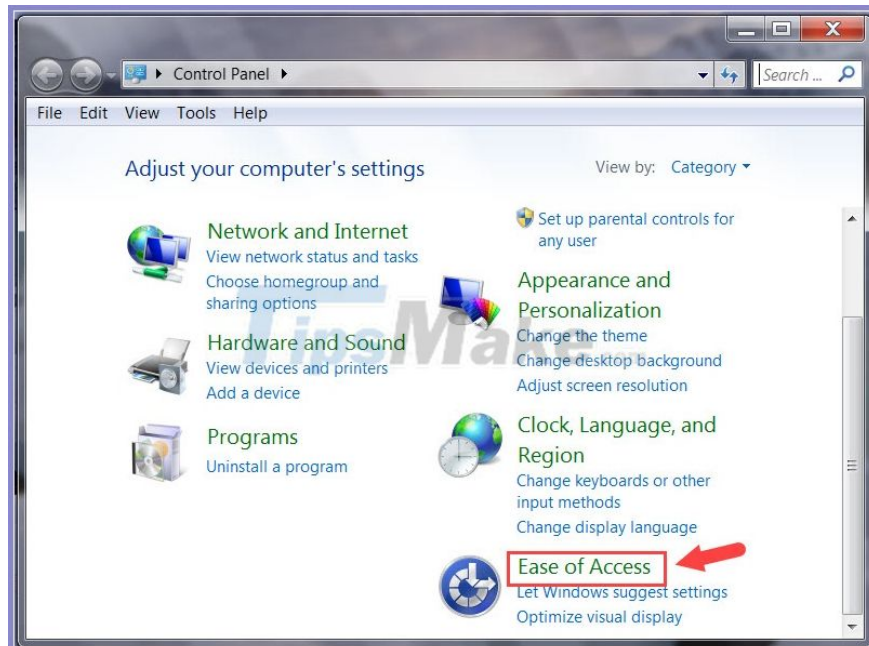 Control Panel
Search ...
File Edit View Tools Help
Adjust your computer's settings
View by: Category
Network and Internet
View network status and tasks
Choose homegroup and
sharing options
Hardware and Sound
View devices and printers
Add a device
Programs
Uninstall a program
Set up parental controls for
any user
Appearance and
Personalization
Change the theme
Change desktop background
Adjust screen resolution
Clock, Language, and
Region
Change keyboards or other
input methods
Change display language
Ease of Access
Let Windows suggest settings
Optimize visual display
TipsMake.com